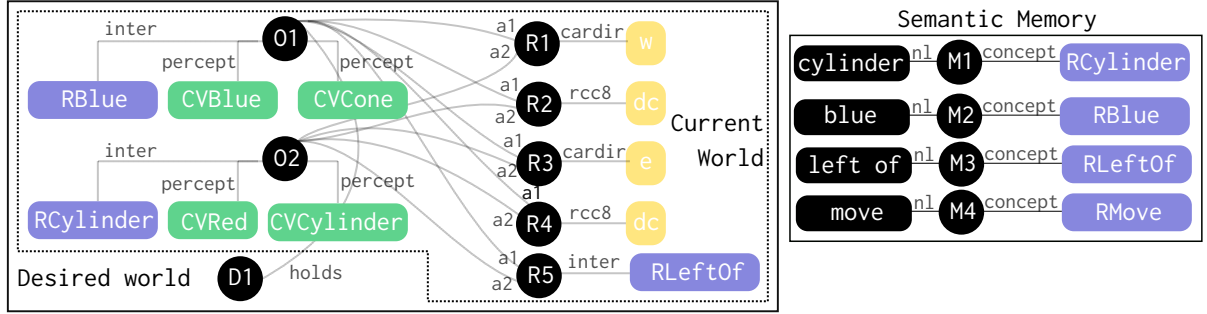 inter
O1
percept
percept
RBlue
CVBlue
CVCone
inter
O2
percept
percept
RCylinder
CVRed
CVCylinder
Desired world
D1
holds
a1
a2
R1
cardir
w
a1
a2
R2
rcc8
dc
a1
a2
R3
cardir
e
a1
a2
R4
rcc8
dc
a1
a2
R5
inter
RLeftOf
Current
World
Semantic Memory
cylinder nl M1 concept RCylinder
blue nl M2 concept RBlue
left of nl M3 concept RLeftOf
move nl M4 concept RMove